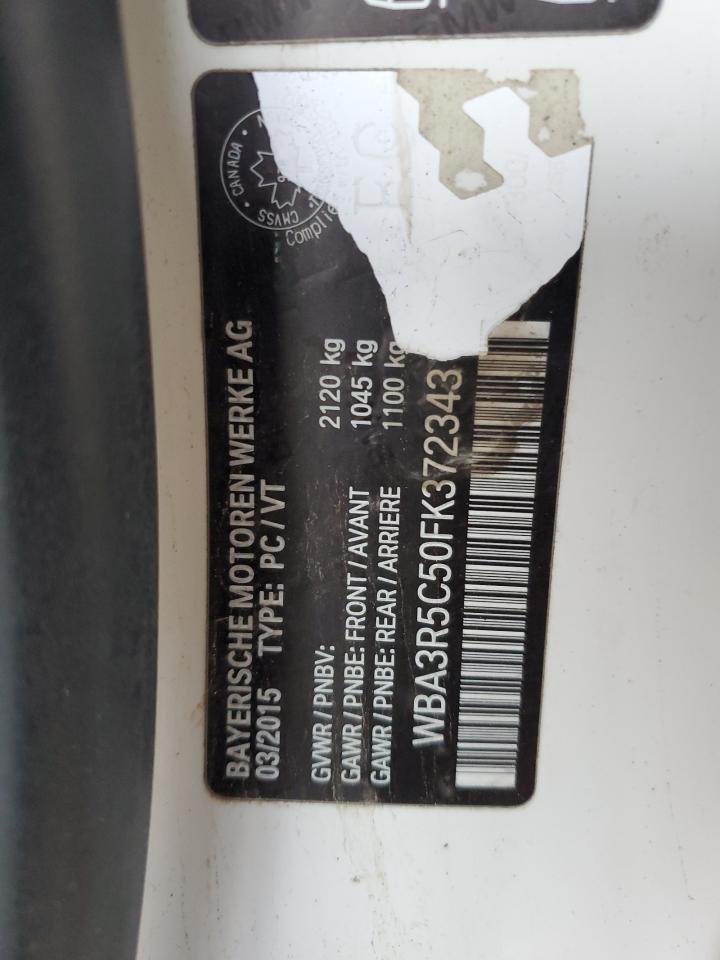 BAYERISCHE MOTOREN WERKE AG
03/2015 TYPE: PC/VT
CANADA
CMVSS
GVWR/PNBV: 2120 kg
GAWR/PNBE: FRONT/AVANT 1045 kg
GAWR/PNBE: REAR/ARRIERE 1100 kg
WBA3R5C50FK372343